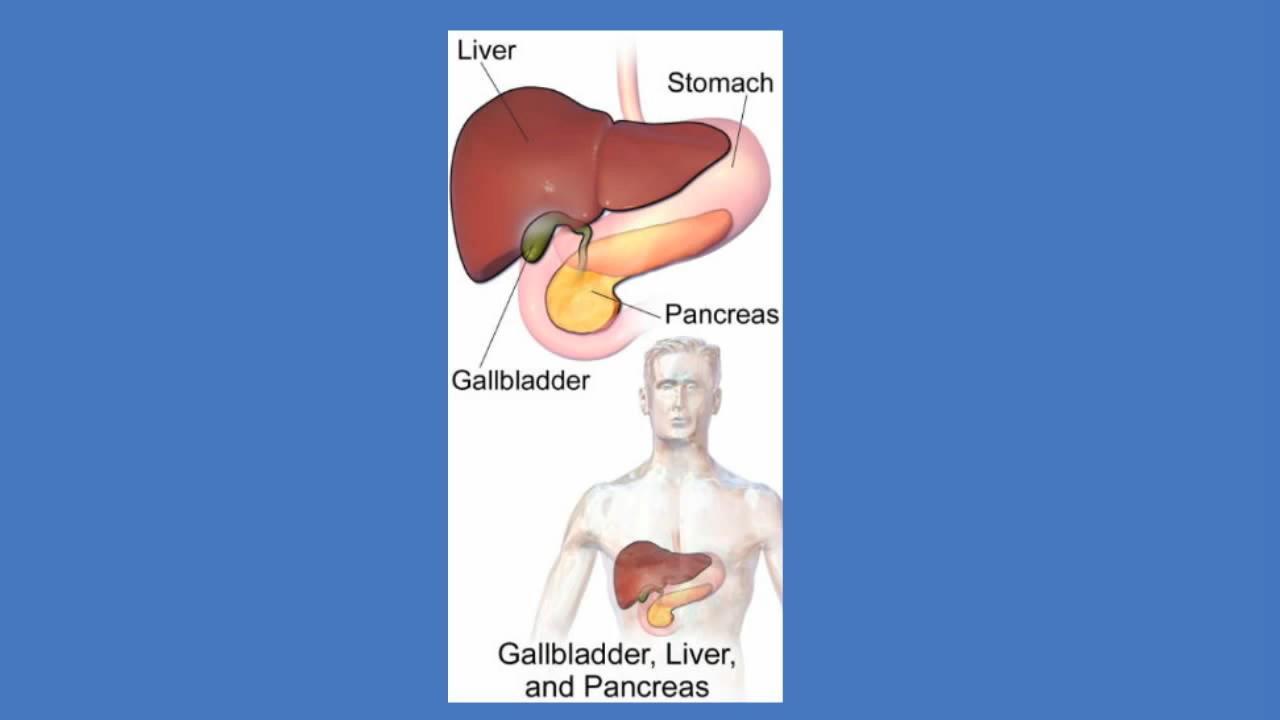 Liver
Stomach
Pancreas
Gallbladder
Gallbladder, Liver,
and Pancreas